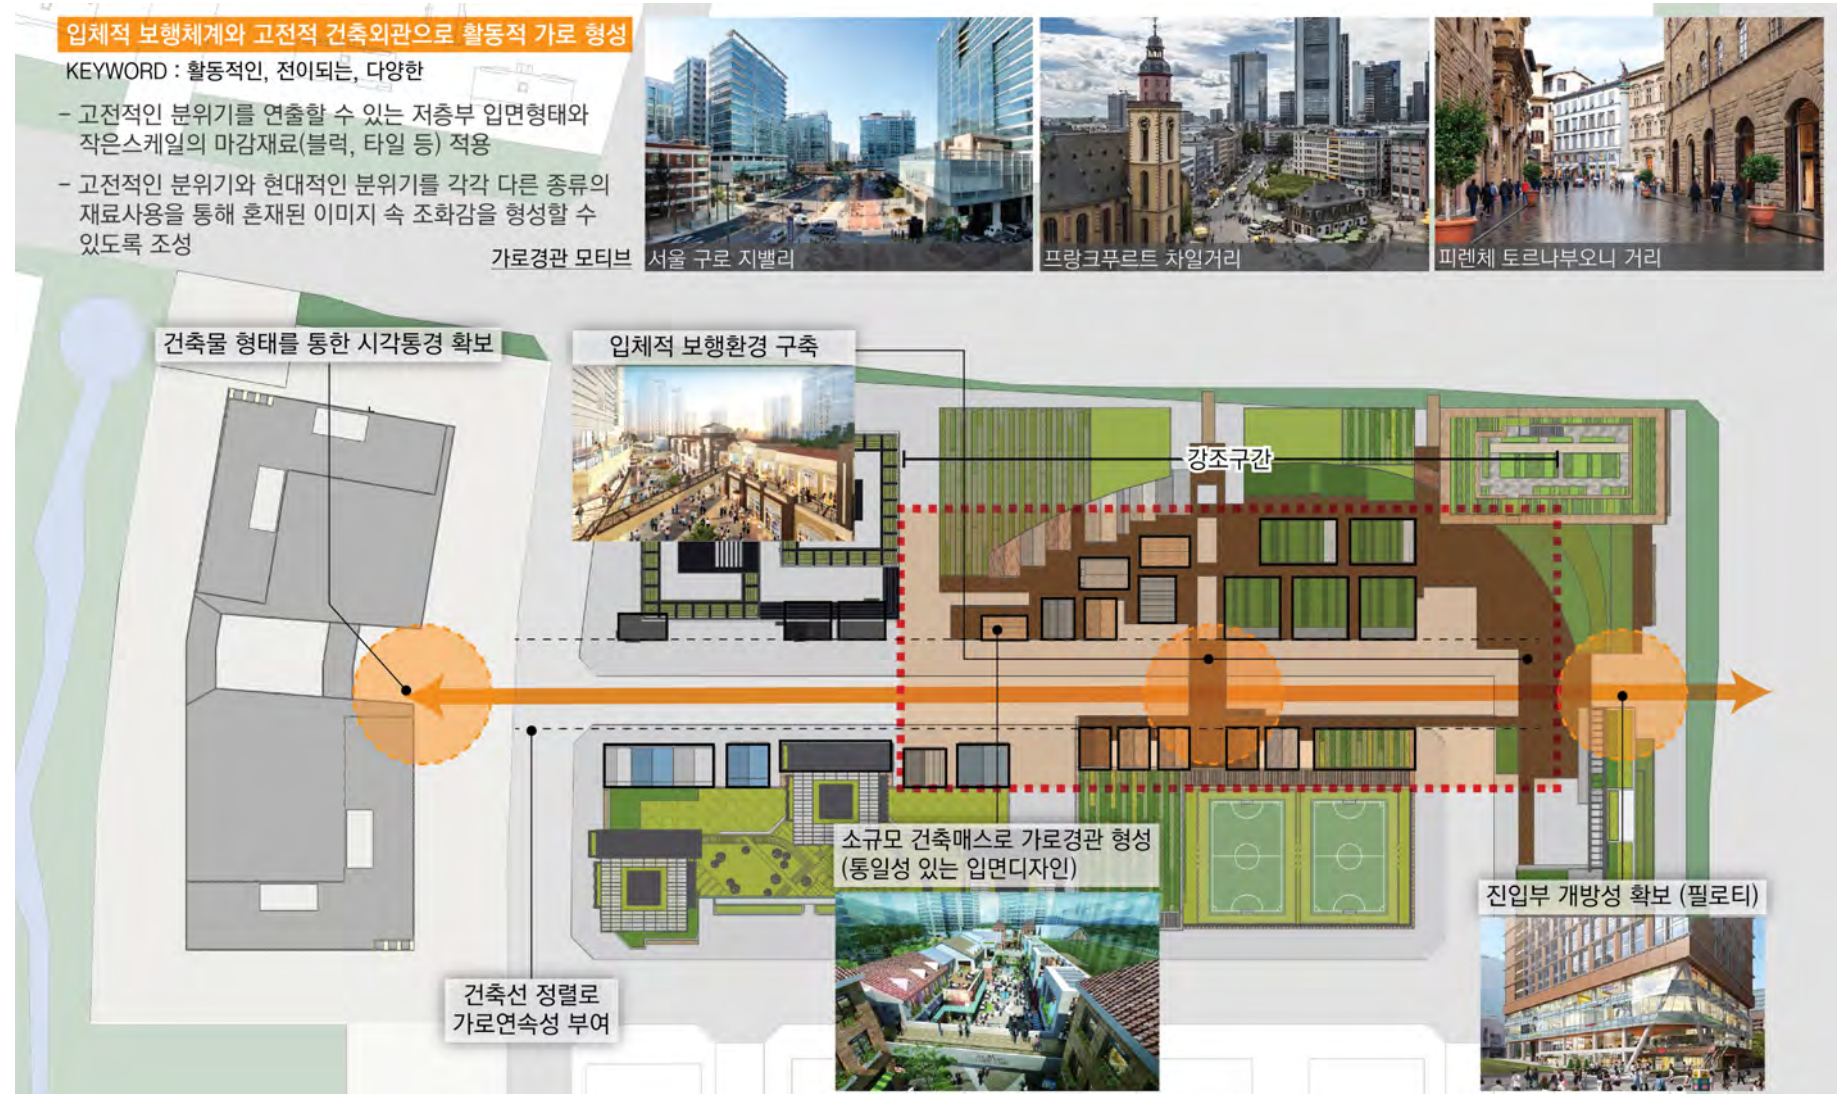 입체적 보행체계와 고전적 건축외관으로 활동적 가로 형성
KEYWORD : 활동적인, 전이되는, 다양한
– 고전적인 분위기를 연출할 수 있는 저층부 입면형태와
작은스케일의 마감재료(블럭, 타일 등) 적용
– 고전적인 분위기와 현대적인 분위기를 각각 다른 종류의
재료사용을 통해 혼재된 이미지 속 조화감을 형성할 수
있도록 조성
가로경관 모티브
서울 구로 지밸리
프랑크푸르트 차일거리
피렌체 토르나부오니 거리
건축물 형태를 통한 시각통경 확보
입체적 보행환경 구축
강조구간
소규모 건축매스로 가로경관 형성
(통일성 있는 입면디자인)
진입부 개방성 확보 (필로티)
건축선 정렬로
가로연속성 부여